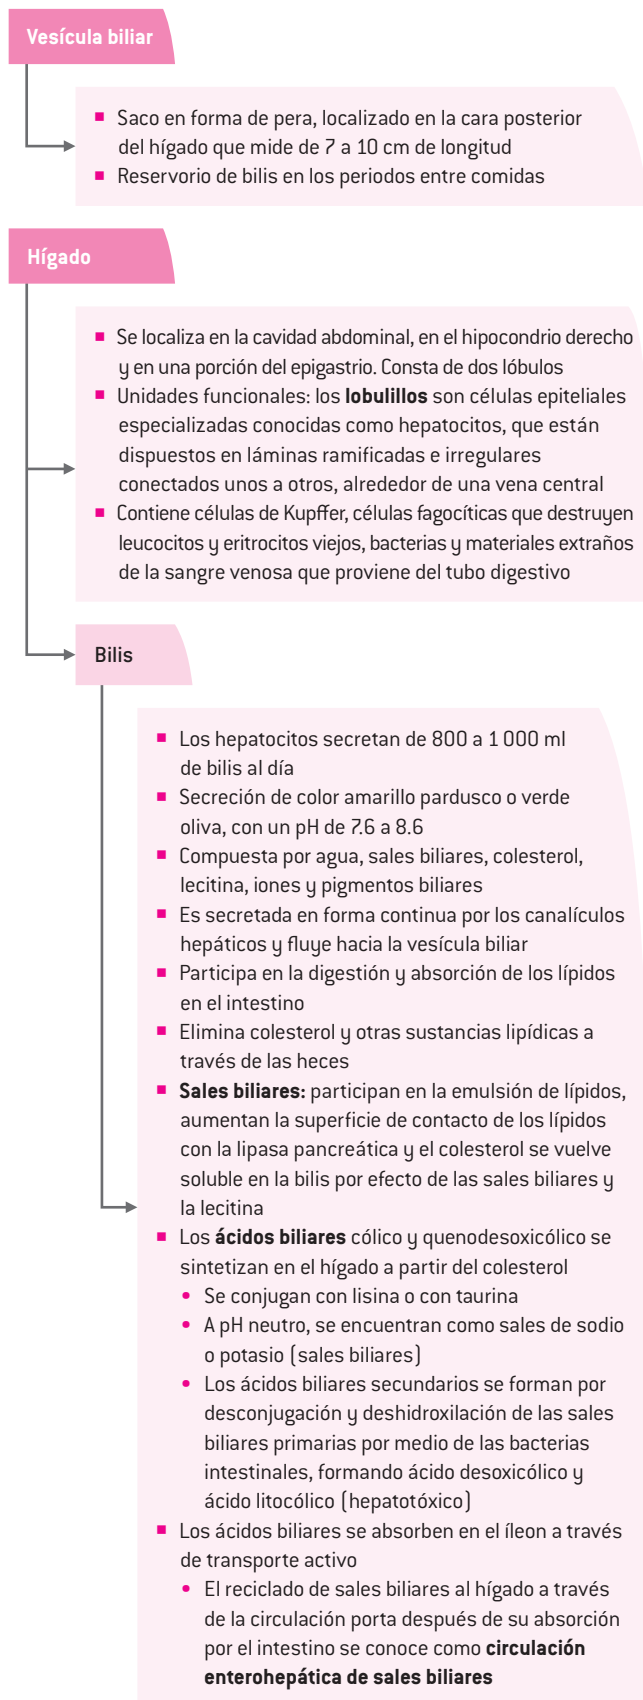 Vesícula biliar
■ Saco en forma de pera, localizado en la cara posterior
del hígado que mide de 7 a 10 cm de longitud
■ Reservorio de bilis en los periodos entre comidas
Hígado
■ Se localiza en la cavidad abdominal, en el hipocondrio derecho
y en una porción del epigastrio. Consta de dos lóbulos
■ Unidades funcionales: los lobulillos son células epiteliales
especializadas conocidas como hepatocitos, que están
dispuestos en láminas ramificadas e irregulares
conectados unos a otros, alrededor de una vena central
■ Contiene células de Kupffer, células fagocíticas que destruyen
leucocitos y eritrocitos viejos, bacterias y materiales extraños
de la sangre venosa que proviene del tubo digestivo
Bilis
■ Los hepatocitos secretan de 800 a 1 000 ml
de bilis al día
■ Secreción de color amarillo pardusco o verde
oliva, con un pH de 7.6 a 8.6
■ Compuesta por agua, sales biliares, colesterol,
lecitina, iones y pigmentos biliares
■ Es secretada en forma continua por los canalículos
hepáticos y fluye hacia la vesícula biliar
■ Participa en la digestión y absorción de los lípidos
en el intestino
■ Elimina colesterol y otras sustancias lipídicas a
través de las heces
■ Sales biliares: participan en la emulsión de lípidos,
aumentan la superficie de contacto de los lípidos
con la lipasa pancreática y el colesterol se vuelve
soluble en la bilis por efecto de las sales biliares y
la lecitina
■ Los ácidos biliares cólico y quenodesoxicólico se
sintetizan en el hígado a partir del colesterol
• Se conjugan con lisina o con taurina
• A pH neutro, se encuentran como sales de sodio
o potasio (sales biliares)
• Los ácidos biliares secundarios se forman por
desconjugación y deshidroxilación de las sales
biliares primarias por medio de las bacterias
intestinales, formando ácido desoxicólico y
ácido litocólico (hepatotóxico)
■ Los ácidos biliares se absorben en el íleon a través
de transporte activo
• El reciclado de sales biliares al hígado a través
de la circulación porta después de su absorción
por el intestino se conoce como circulación
enterohepática de sales biliares